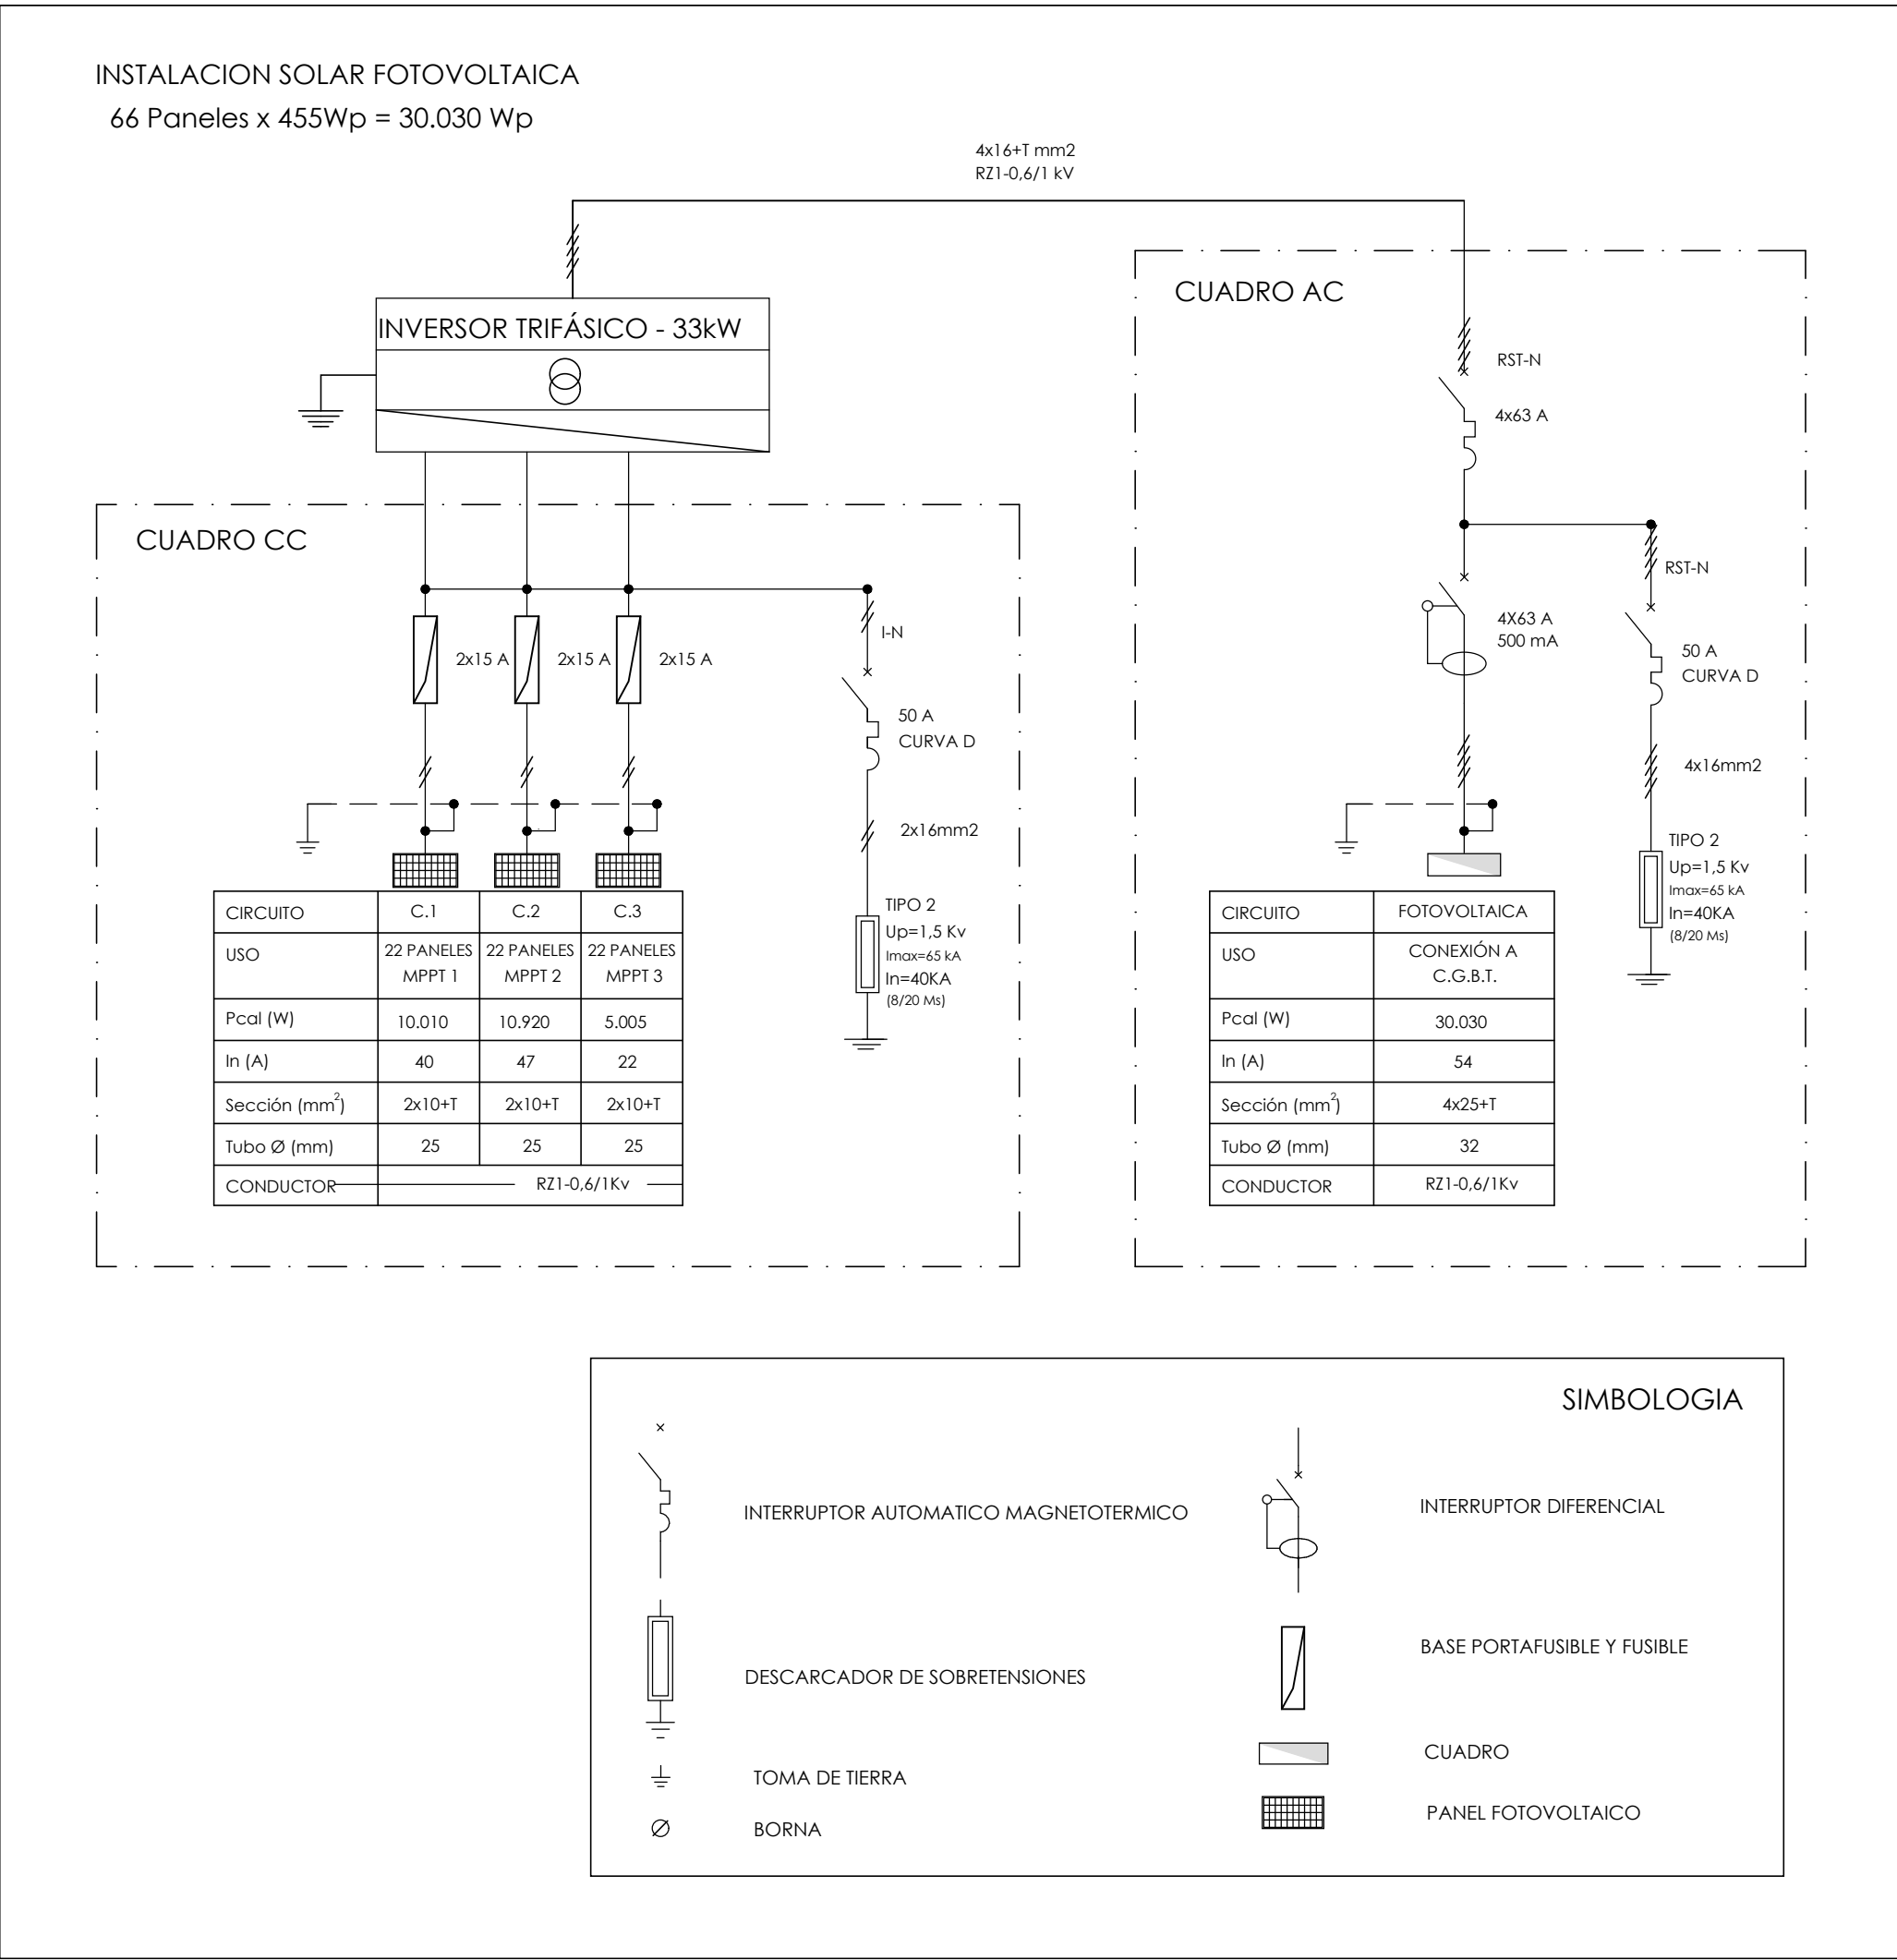 INSTALACION SOLAR FOTOVOLTAICA
66 Paneles x 455Wp = 30.030 Wp
4x16+T mm2
RZ1-0,6/1 kV
INVERSOR TRIFÁSICO - 33kW
CUADRO AC
RST-N
4x63 A
RST-N
4X63 A
500 mA
50 A
CURVA D
4x16mm2
TIPO 2
Up=1,5 Kv
Imax=65 kA
In=40KA
(8/20 Ms)
CUADRO CC
2x15 A
2x15 A
2x15 A
I-N
50 A
CURVA D
2x16mm2
TIPO 2
Up=1,5 Kv
Imax=65 kA
In=40KA
(8/20 Ms)
CIRCUITO C.1 C.2 C.3
USO 22 PANELES 22 PANELES 22 PANELES
MPPT 1 MPPT 2 MPPT 3
Pcal (W) 10.010 10.920 5.005
In (A) 40 47 22
Sección (mm2) 2x10+T 2x10+T 2x10+T
Tubo Ø (mm) 25 25 25
CONDUCTOR RZ1-0,6/1Kv
CIRCUITO FOTOVOLTAICA
USO CONEXIÓN A
C.G.B.T.
Pcal (W) 30.030
In (A) 54
Sección (mm2) 4x25+T
Tubo Ø (mm) 32
CONDUCTOR RZ1-0,6/1Kv
SIMBOLOGIA
INTERRUPTOR AUTOMATICO MAGNETOTERMICO
INTERRUPTOR DIFERENCIAL
DESCARCADOR DE SOBRETENSIONES
BASE PORTAFUSIBLE Y FUSIBLE
TOMA DE TIERRA
CUADRO
BORNA
PANEL FOTOVOLTAICO